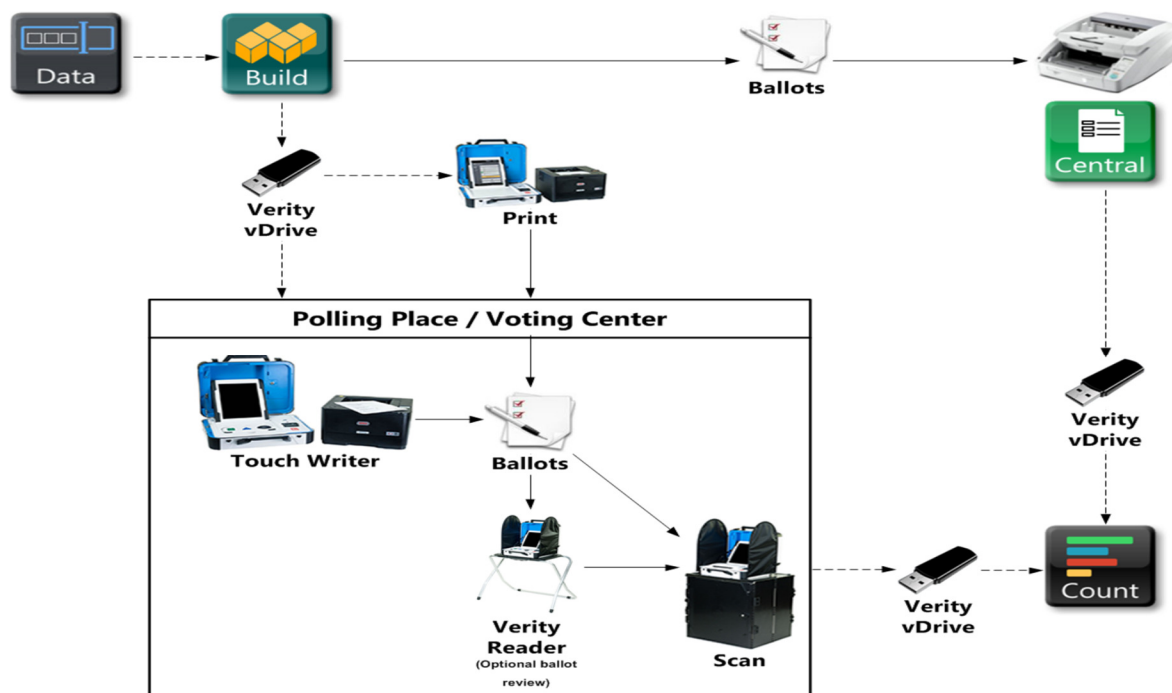 Data
Build
Ballots
Central
Verity
vDrive
Print
Polling Place / Voting Center
Touch Writer
Ballots
Verity
Reader
(Optional ballot
review)
Scan
Verity
vDrive
Verity
vDrive
Count